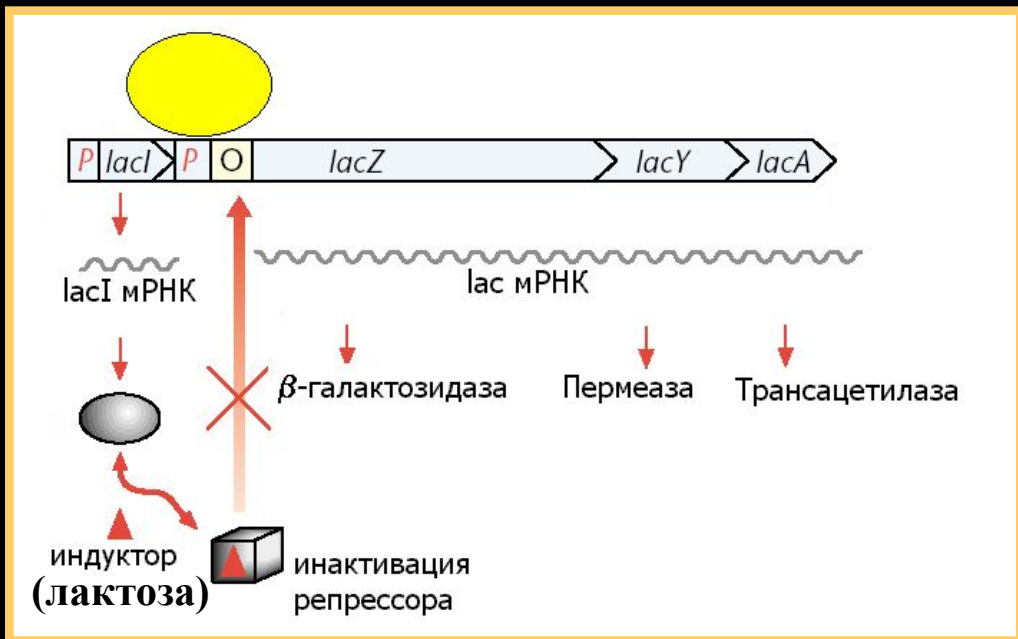 P lacI P O lacZ lacY lacA
lacI мРНК
lac мРНК
β-галактозидаза Пермеаза Трансацетилаза
индуктор
(лактоза)
инактивация
репрессора